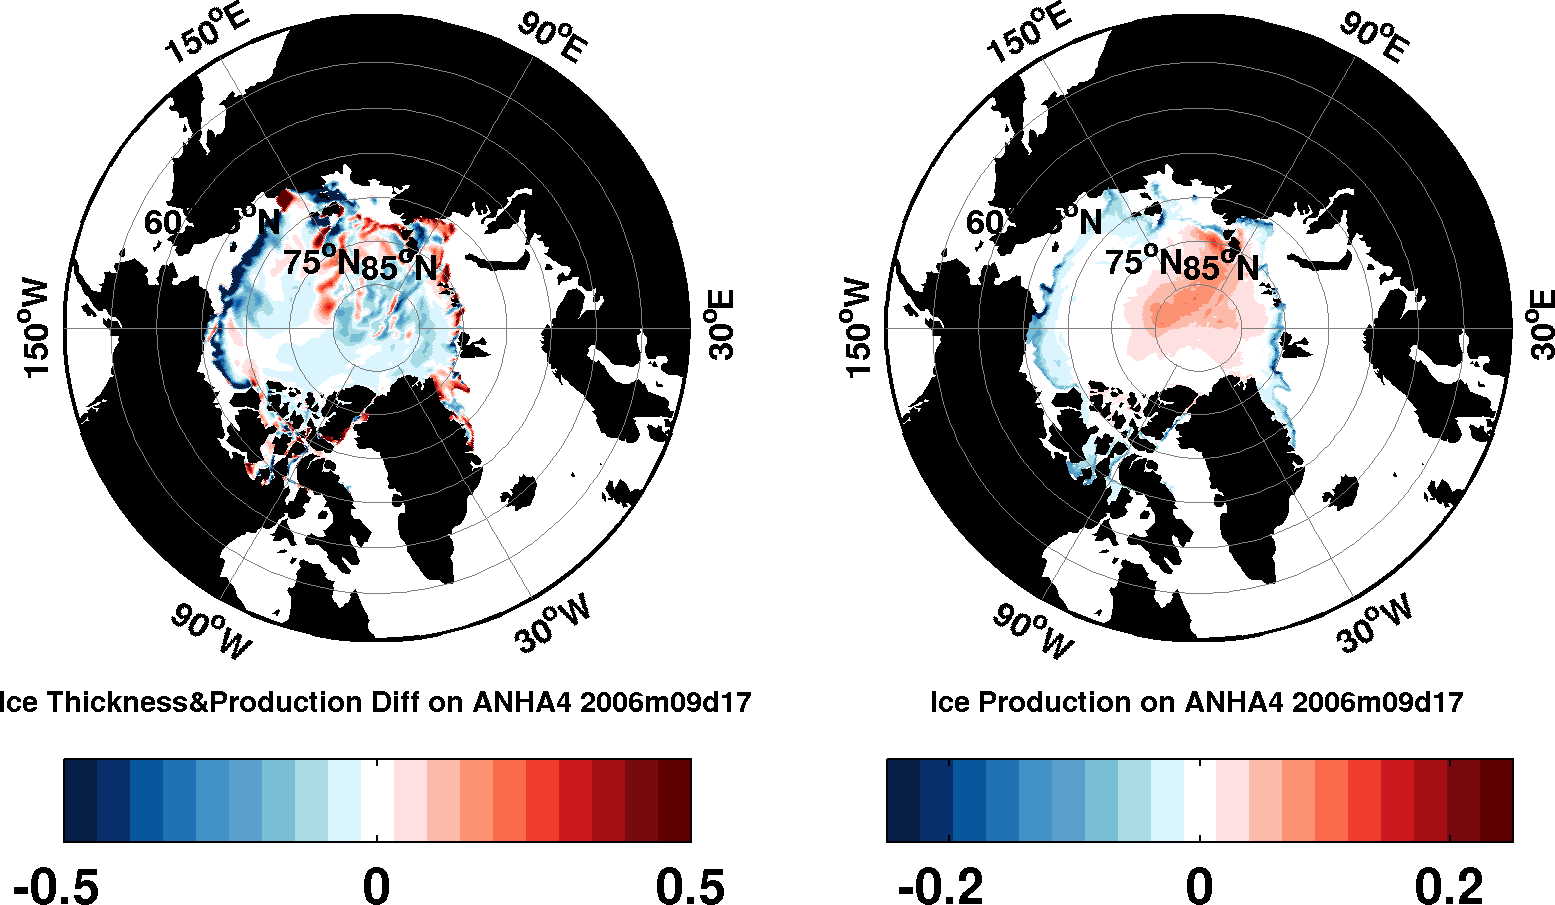 150°E 90°E 150°E 90°E
60° 5°N 60° 5°N
75°N 85°N 75°N 85°N
150°W 30°E 150°W 30°E
90°W 30°W 90°W 30°W
Ice Thickness&Production Diff on ANHA4 2006m09d17
Ice Production on ANHA4 2006m09d17
-0.5 0 0.5
-0.2 0 0.2